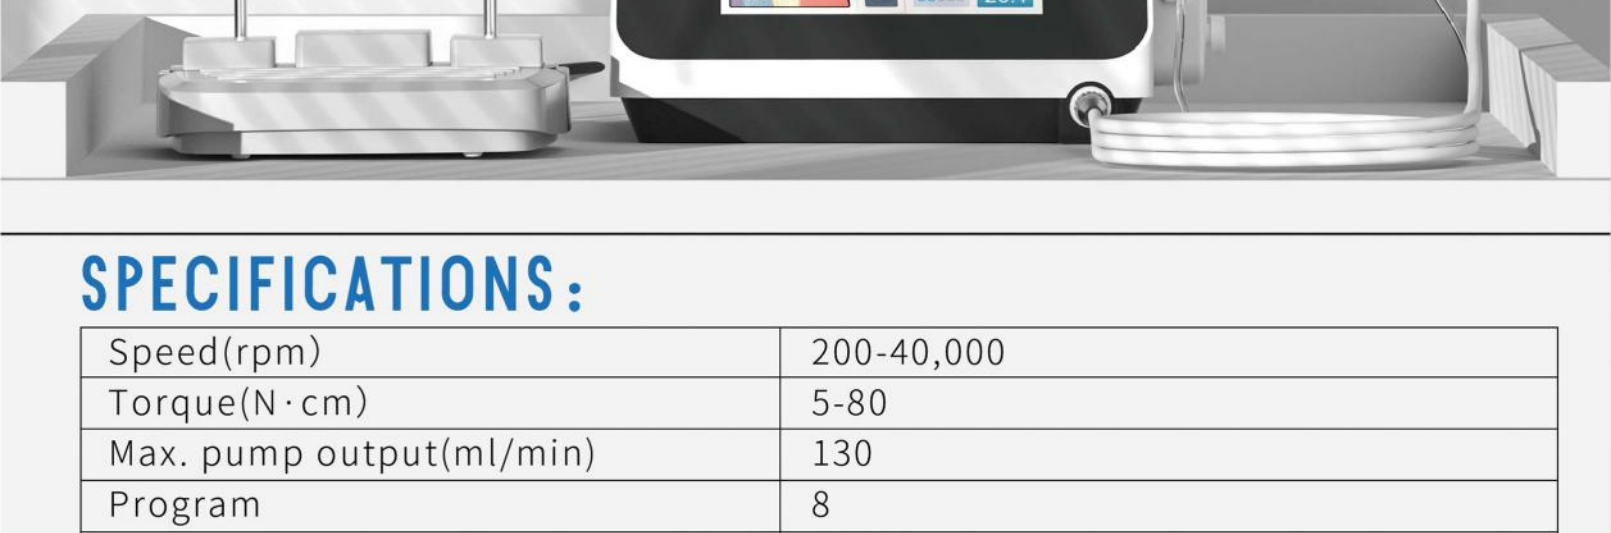 SPECIFICATIONS:
Speed(rpm) 200-40,000
Torque(N·cm) 5-80
Max. pump output(ml/min) 130
Program 8